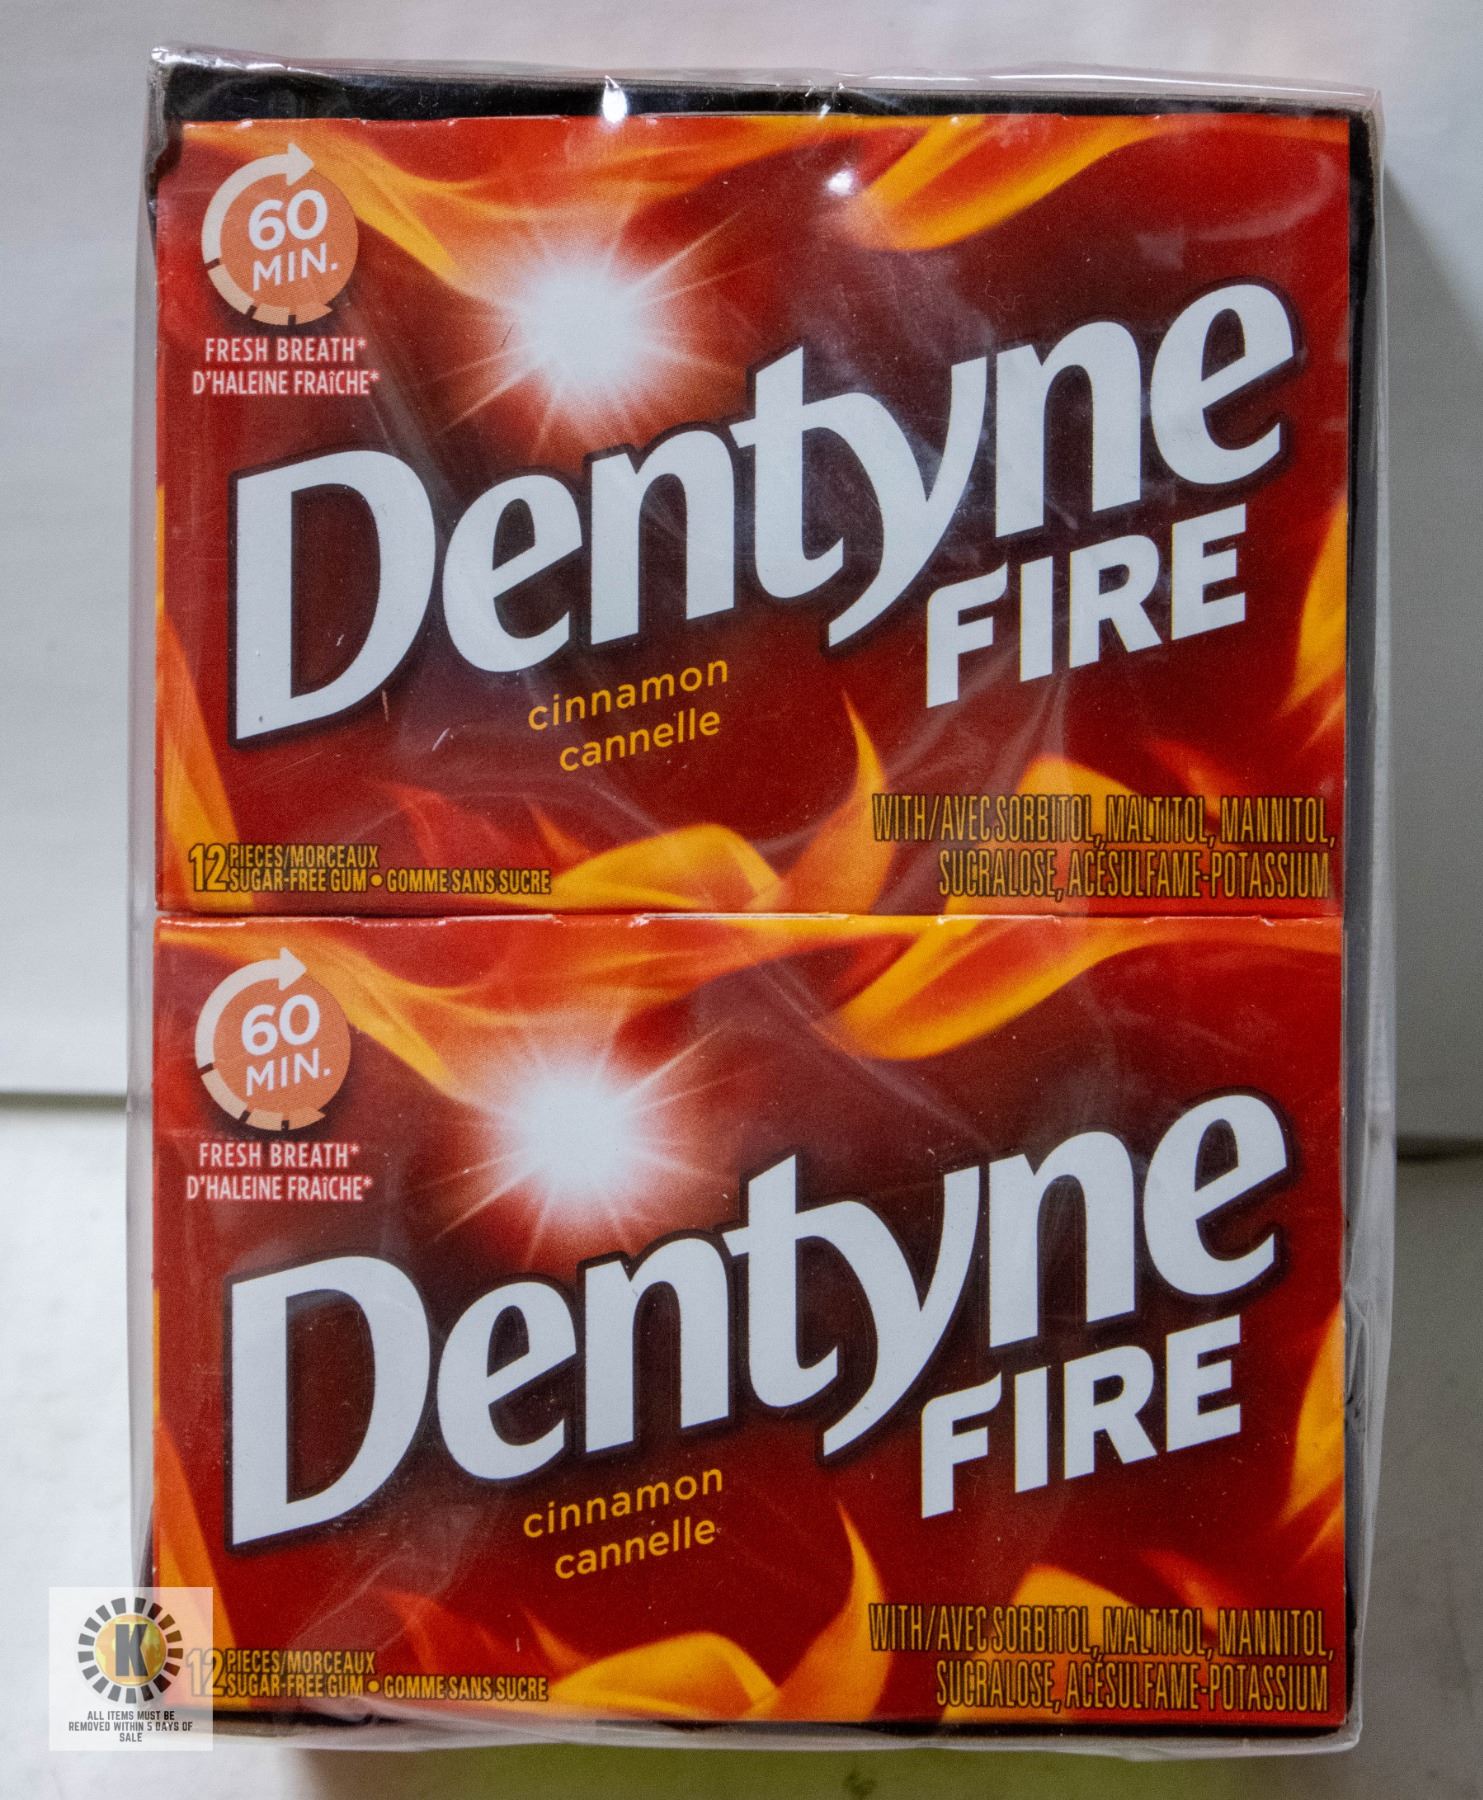 60
MIN.
FRESH BREATH*
D'HALEINE FRAÎCHE*
Dentyne
FIRE
cinnamon
cannelle
WITH/AVEC SORBITOL, MALTITOL, MANNITOL,
SUCRALOSE, ACÉSULFAME-POTASSIUM
12 PIECES/MORCEAUX
SUGAR-FREE GUM • GOMME SANS SUCRE
60
MIN.
FRESH BREATH*
D'HALEINE FRAÎCHE*
Dentyne
FIRE
cinnamon
cannelle
WITH/AVEC SORBITOL, MALTITOL, MANNITOL,
SUCRALOSE, ACÉSULFAME-POTASSIUM
12 PIECES/MORCEAUX
SUGAR-FREE GUM • GOMME SANS SUCRE
K
ALL ITEMS MUST BE
REMOVED WITHIN 5 DAYS OF
SALE